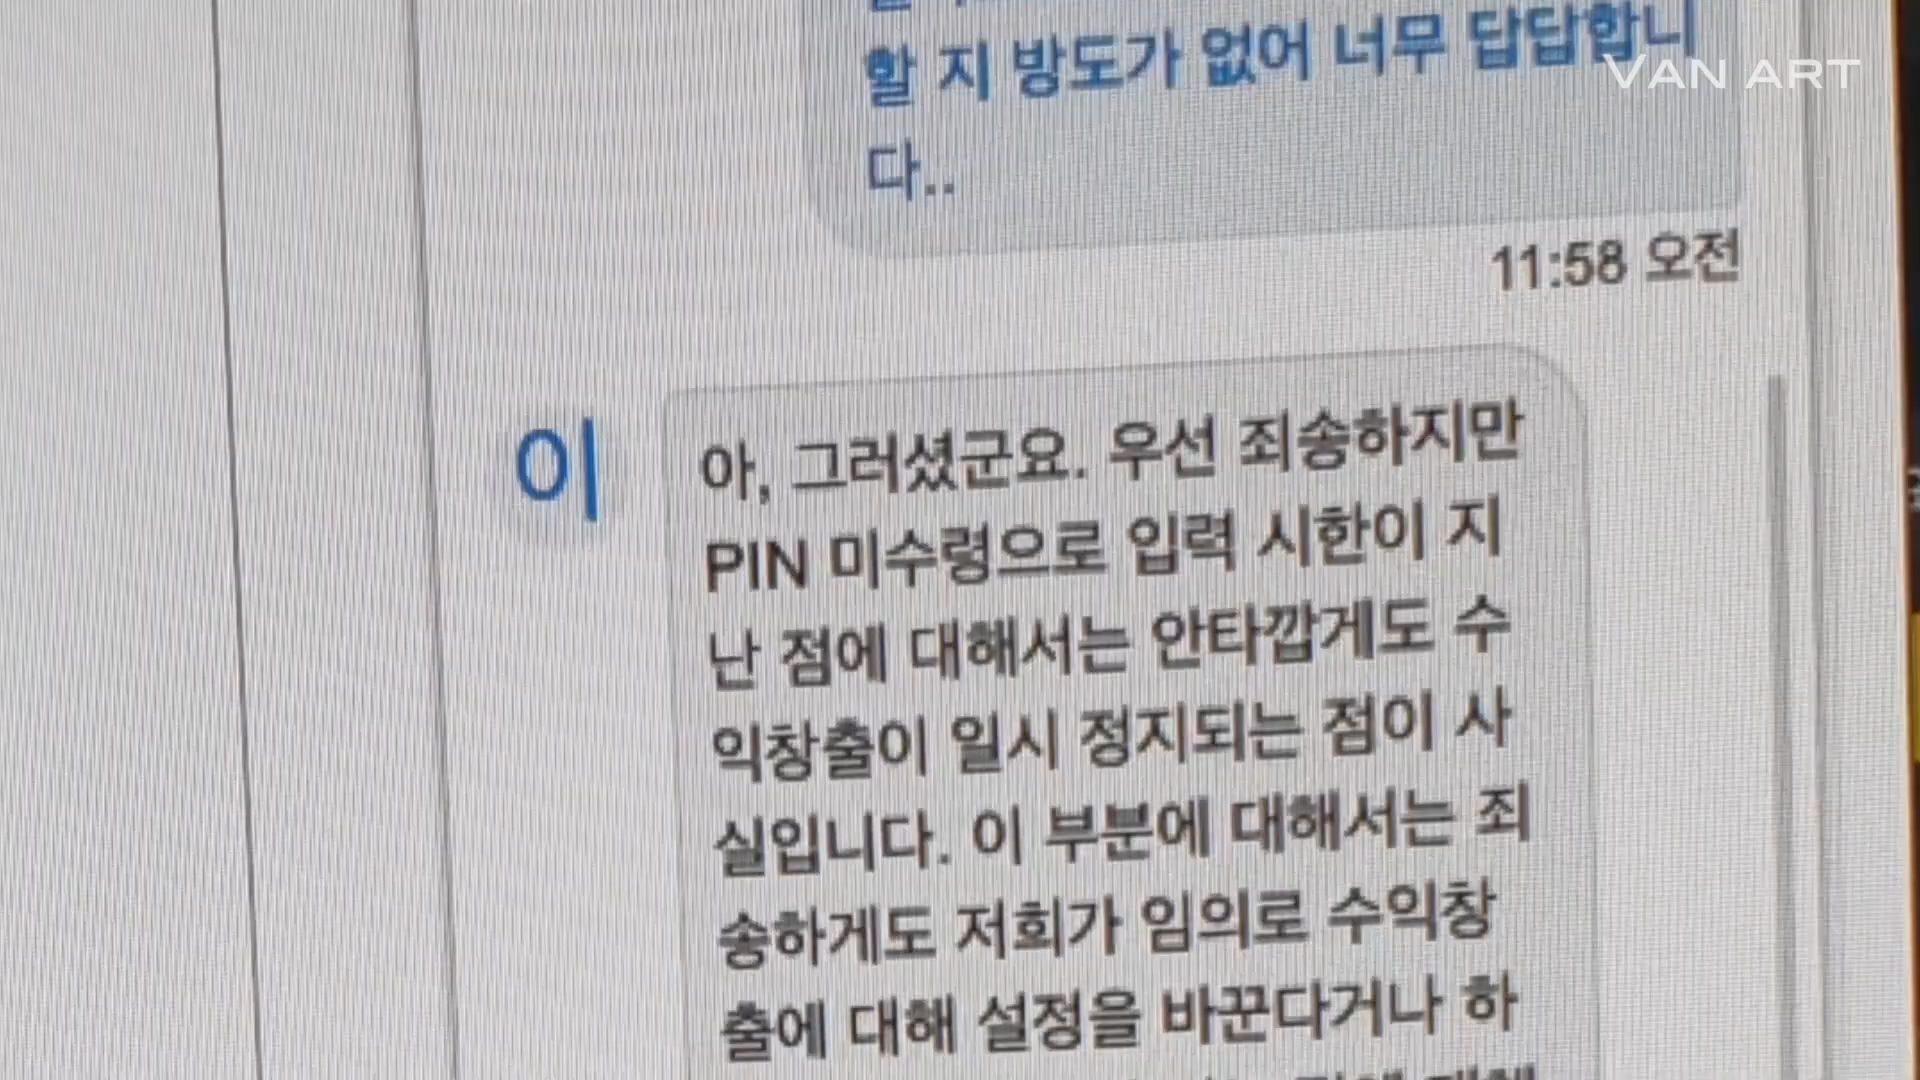 할 지 방도가 없어 너무 답답합니
다..
VAN ART
11:58 오전
이
아, 그러셨군요. 우선 죄송하지만
PIN 미수령으로 입력 시한이 지
난 점에 대해서는 안타깝게도 수
익창출이 일시 정지되는 점이 사
실입니다. 이 부분에 대해서는 죄
송하게도 저희가 임의로 수익창
출에 대해 설정을 바꾼다거나 하